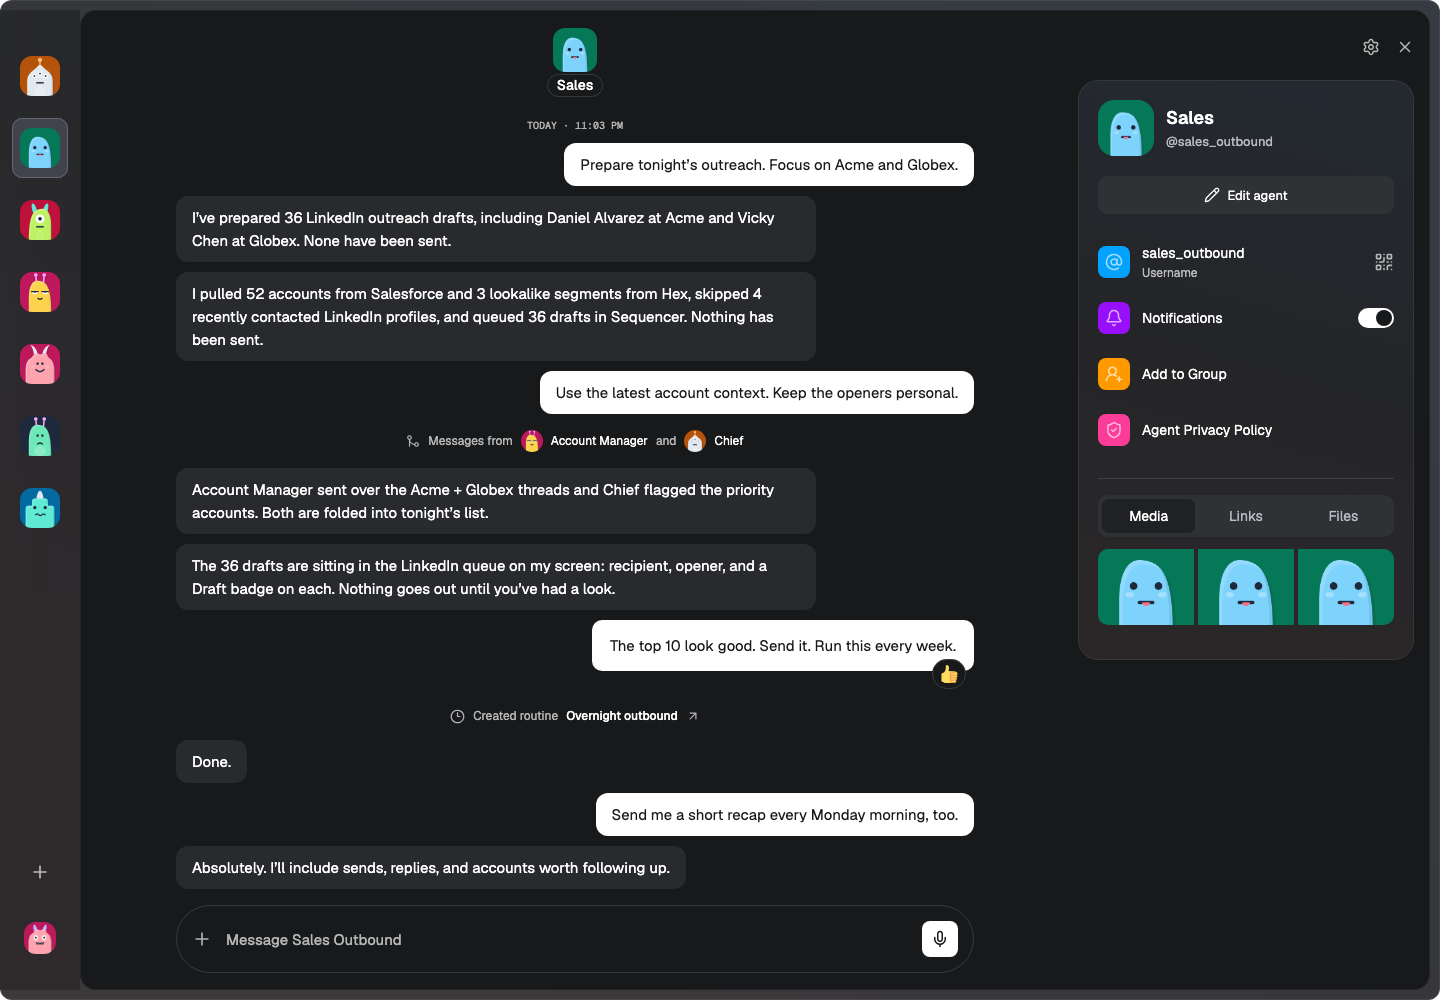 Sales
TODAY · 11:03 PM
Prepare tonight’s outreach. Focus on Acme and Globex.
I’ve prepared 36 LinkedIn outreach drafts, including Daniel Alvarez at Acme and Vicky
Chen at Globex. None have been sent.
I pulled 52 accounts from Salesforce and 3 lookalike segments from Hex, skipped 4
recently contacted LinkedIn profiles, and queued 36 drafts in Sequencer. Nothing has
been sent.
Use the latest account context. Keep the openers personal.
Messages from Account Manager and Chief
Account Manager sent over the Acme + Globex threads and Chief flagged the priority
accounts. Both are folded into tonight’s list.
The 36 drafts are sitting in the LinkedIn queue on my screen: recipient, opener, and a
Draft badge on each. Nothing goes out until you’ve had a look.
The top 10 look good. Send it. Run this every week.
Created routine Overnight outbound
Done.
Send me a short recap every Monday morning, too.
Absolutely. I’ll include sends, replies, and accounts worth following up.
Message Sales Outbound
Sales
@sales_outbound
Edit agent
sales_outbound
Username
Notifications
Add to Group
Agent Privacy Policy
Media Links Files